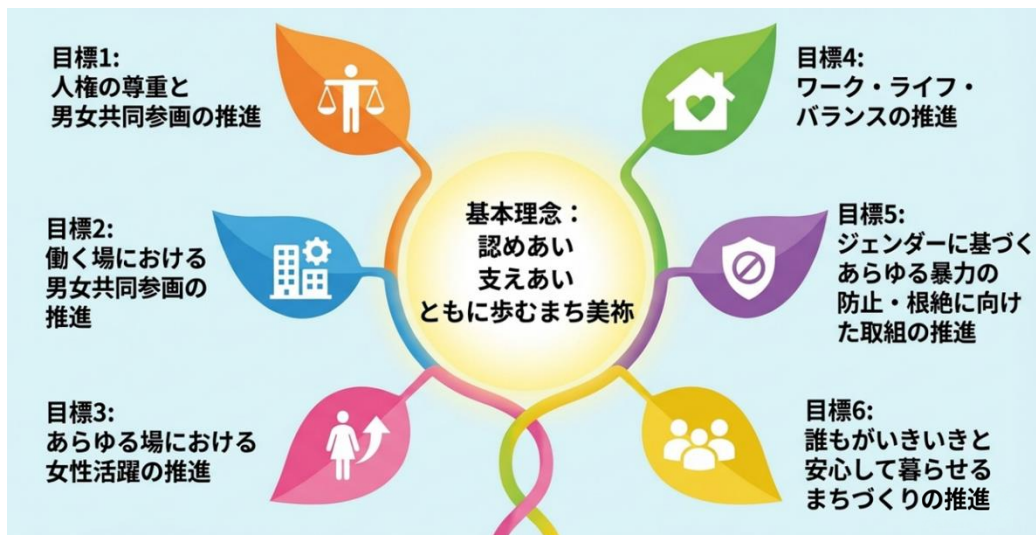 目標1:
人権の尊重と
男女共同参画の推進
目標2:
働く場における
男女共同参画の
推進
目標3:
あらゆる場における
女性活躍の推進
基本理念：
認めあい
支えあい
ともに歩むまち美祢
目標4:
ワーク・ライフ・
バランスの推進
目標5:
ジェンダーに基づく
あらゆる暴力の
防止・根絶に向け
た取組の推進
目標6:
誰もがいきいきと
安心して暮らせる
まちづくりの推進